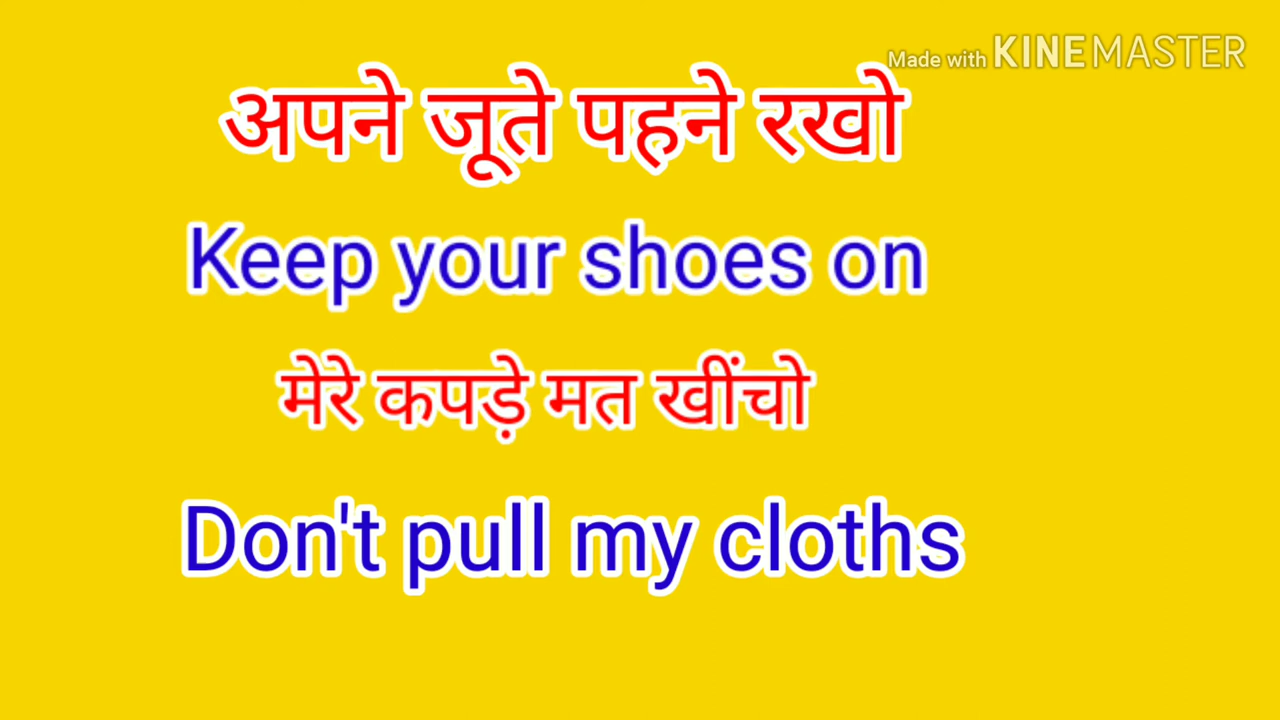 Made with KINEMASTER
अपने जूते पहने रखो
Keep your shoes on
मेरे कपड़े मत खींचो
Don't pull my cloths